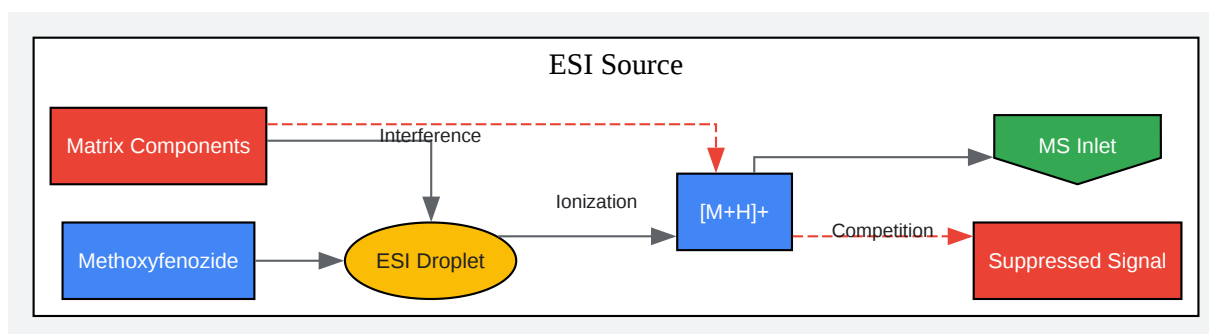 ESI Source
Matrix Components
Interference
MS Inlet
Ionization
[M+H]+
Methoxyfenozide
ESI Droplet
Competition
Suppressed Signal